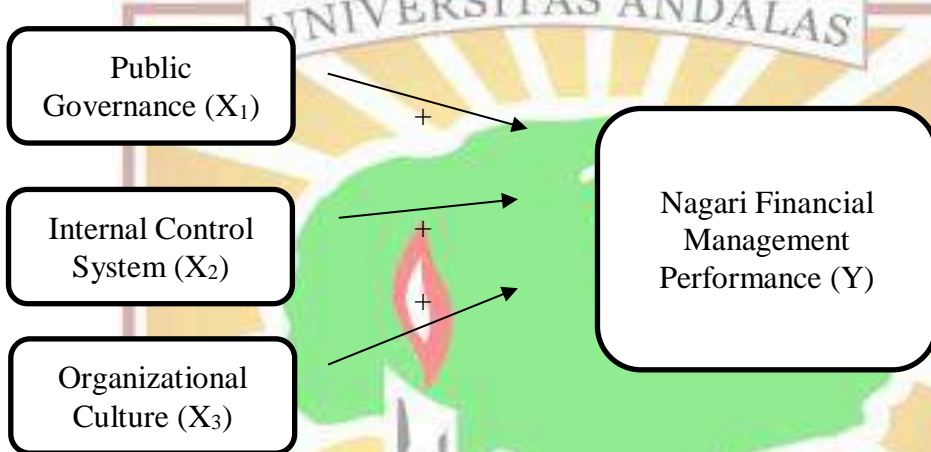 UNIVERSITAS ANDALAS
Public
Governance (X₁)
+
Internal Control
System (X₂)
+
Nagari Financial
Management
Performance (Y)
+
Organizational
Culture (X₃)